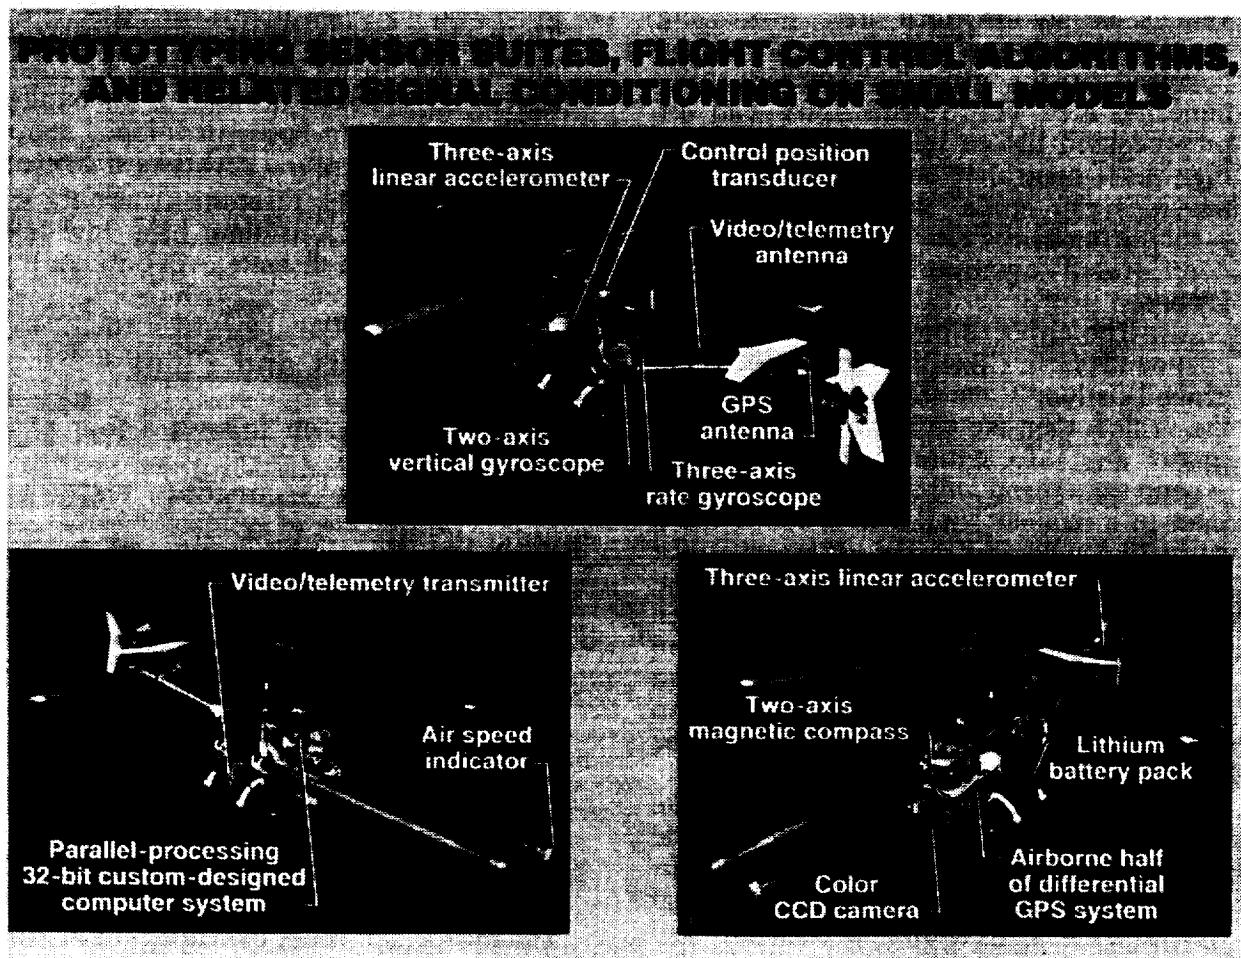 PROTOTYPING SENSOR SUITES, FLIGHT CONTROL ALGORITHMS,
AND RELATED SIGNAL CONDITIONING ON SMALL MODELS
Three-axis
linear accelerometer
Control position
transducer
Video/telemetry
antenna
GPS
antenna
Two-axis
vertical gyroscope
Three-axis
rate gyroscope
Video/telemetry transmitter
Air speed
indicator
Parallel-processing
32-bit custom-designed
computer system
Three-axis linear accelerometer
Two-axis
magnetic compass
Lithium
battery pack
Color
CCD camera
Airborne half
of differential
GPS system